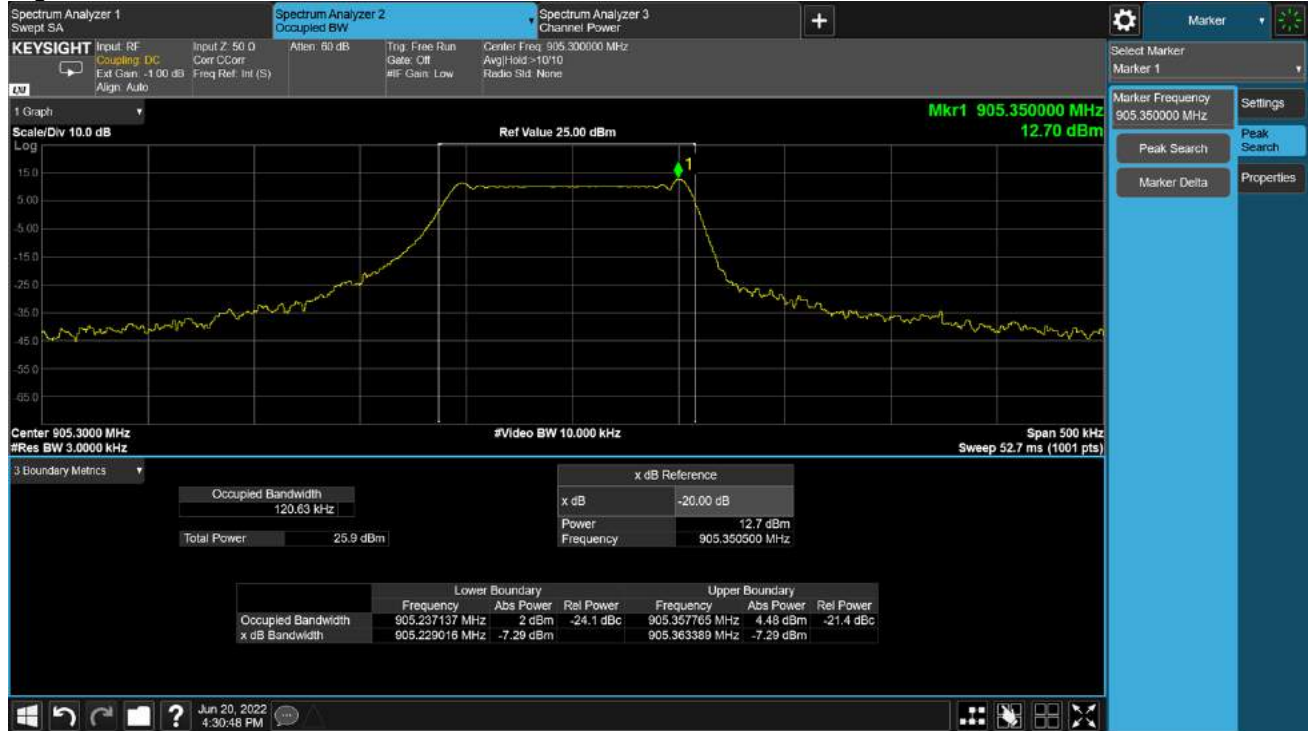 Spectrum Analyzer 1
Swept SA
Spectrum Analyzer 2
Occupied BW
Spectrum Analyzer 3
Channel Power
+
Marker
KEYSIGHT
Input: RF
Coupling: DC
Ext Gain: -1.00 dB
Align: Auto
Input Z: 50 Ω
Corr CCorr
Freq Ref: Int (S)
Atten: 60 dB
Trig: Free Run
Gate: Off
#IF Gain: Low
Center Freq: 905.300000 MHz
Avg|Hold:>10/10
Radio Std: None
LXI
Select Marker
Marker 1
Marker Frequency
905.350000 MHz
Peak Search
Marker Delta
Settings
Peak
Search
Properties
1 Graph
Scale/Div 10.0 dB
Ref Value 25.00 dBm
Mkr1 905.350000 MHz
12.70 dBm
Log
15.0
5.00
-5.00
-15.0
-25.0
-35.0
-45.0
-55.0
-65.0
1
Center 905.3000 MHz
#Res BW 3.0000 kHz
#Video BW 10.000 kHz
Span 500 kHz
Sweep 52.7 ms (1001 pts)
3 Boundary Metrics
Occupied Bandwidth
120.63 kHz
Total Power 25.9 dBm
x dB Reference
x dB -20.00 dB
Power 12.7 dBm
Frequency 905.350500 MHz
Lower Boundary Upper Boundary
Frequency Abs Power Rel Power Frequency Abs Power Rel Power
Occupied Bandwidth 905.237137 MHz 2 dBm -24.1 dBc 905.357765 MHz 4.48 dBm -21.4 dBc
x dB Bandwidth 905.229016 MHz -7.29 dBm 905.363389 MHz -7.29 dBm
?
Jun 20, 2022
4:30:48 PM